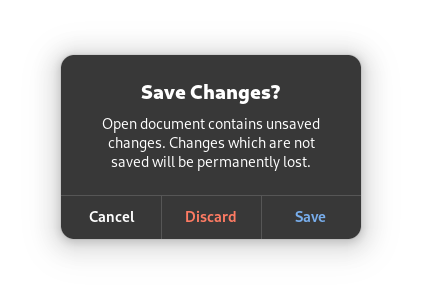 Save Changes?
Open document contains unsaved
changes. Changes which are not
saved will be permanently lost.
Cancel Discard Save